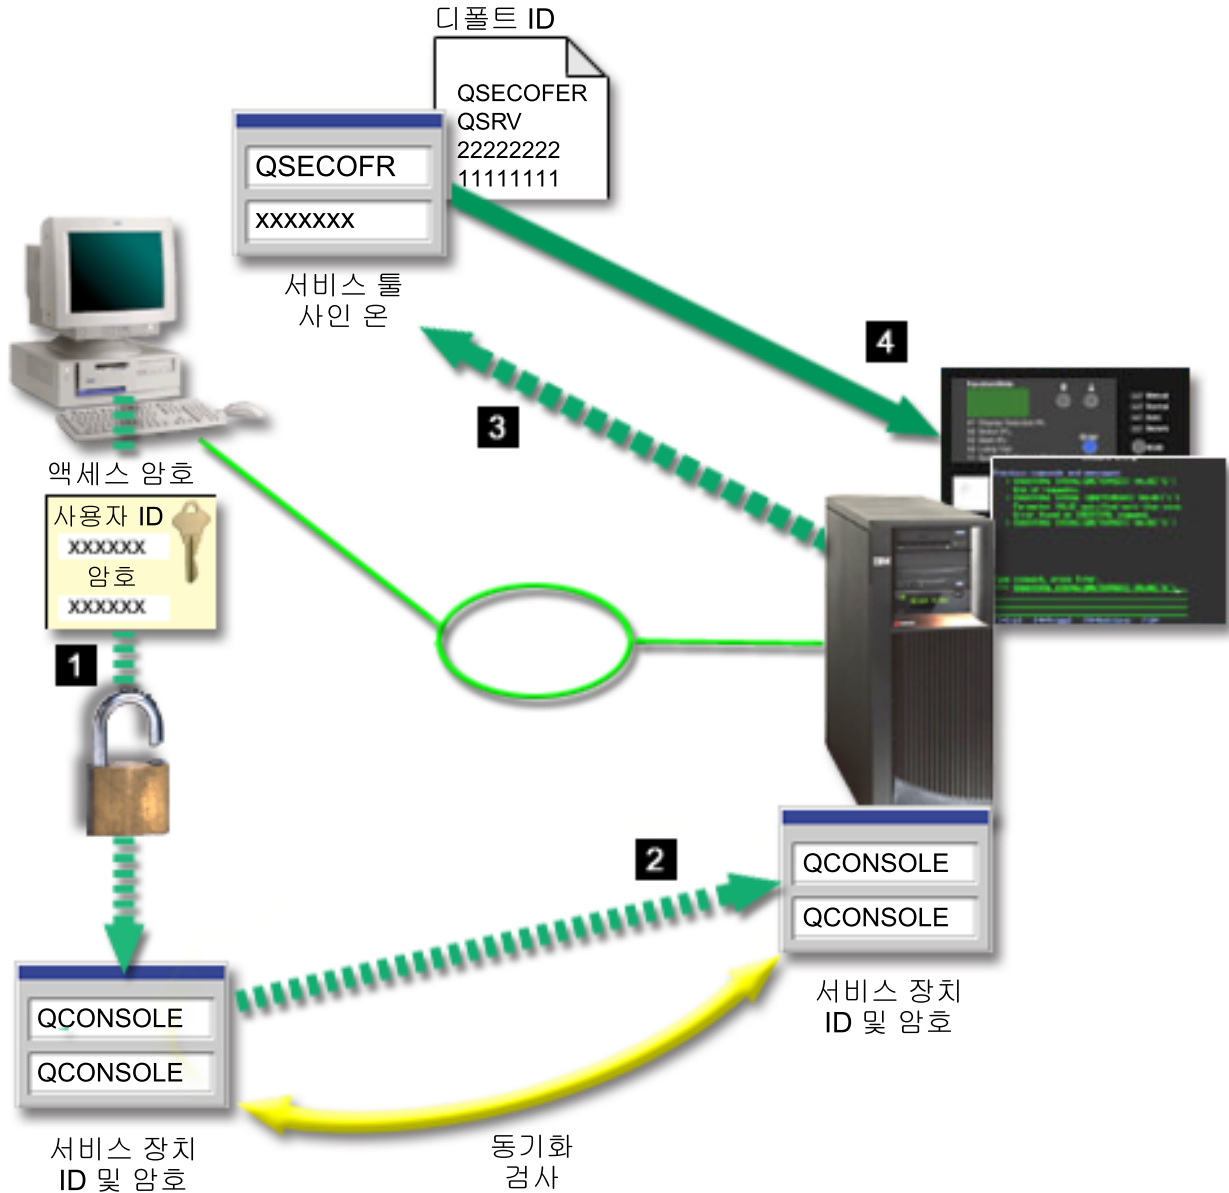 디폴트 ID
QSECOFER
QSRV
22222222
11111111
QSECOFR
xxxxxxx
서비스 툴
사인 온
4
3
액세스 암호
사용자 ID
xxxxxx
암호
xxxxxx
IBM
1
2
QCONSOLE
QCONSOLE
서비스 장치
ID 및 암호
QCONSOLE
QCONSOLE
서비스 장치
ID 및 암호
동기화
검사